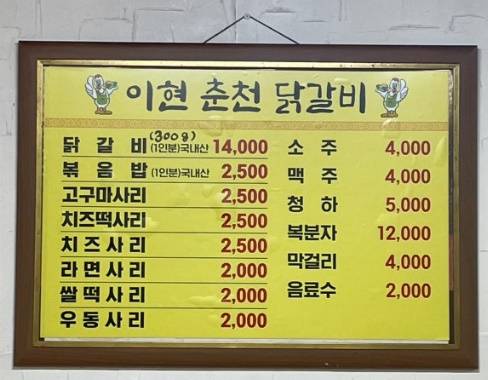 이현 춘천 닭갈비
(300g)
닭 갈 비 (1인분)국내산 14,000
볶 음 밥 (1인분)국내산 2,500
고구마사리 2,500
치즈떡사리 2,500
치 즈 사 리 2,500
라 면 사 리 2,000
쌀 떡 사 리 2,000
우 동 사 리 2,000
소 주 4,000
맥 주 4,000
청 하 5,000
복분자 12,000
막걸리 4,000
음료수 2,000